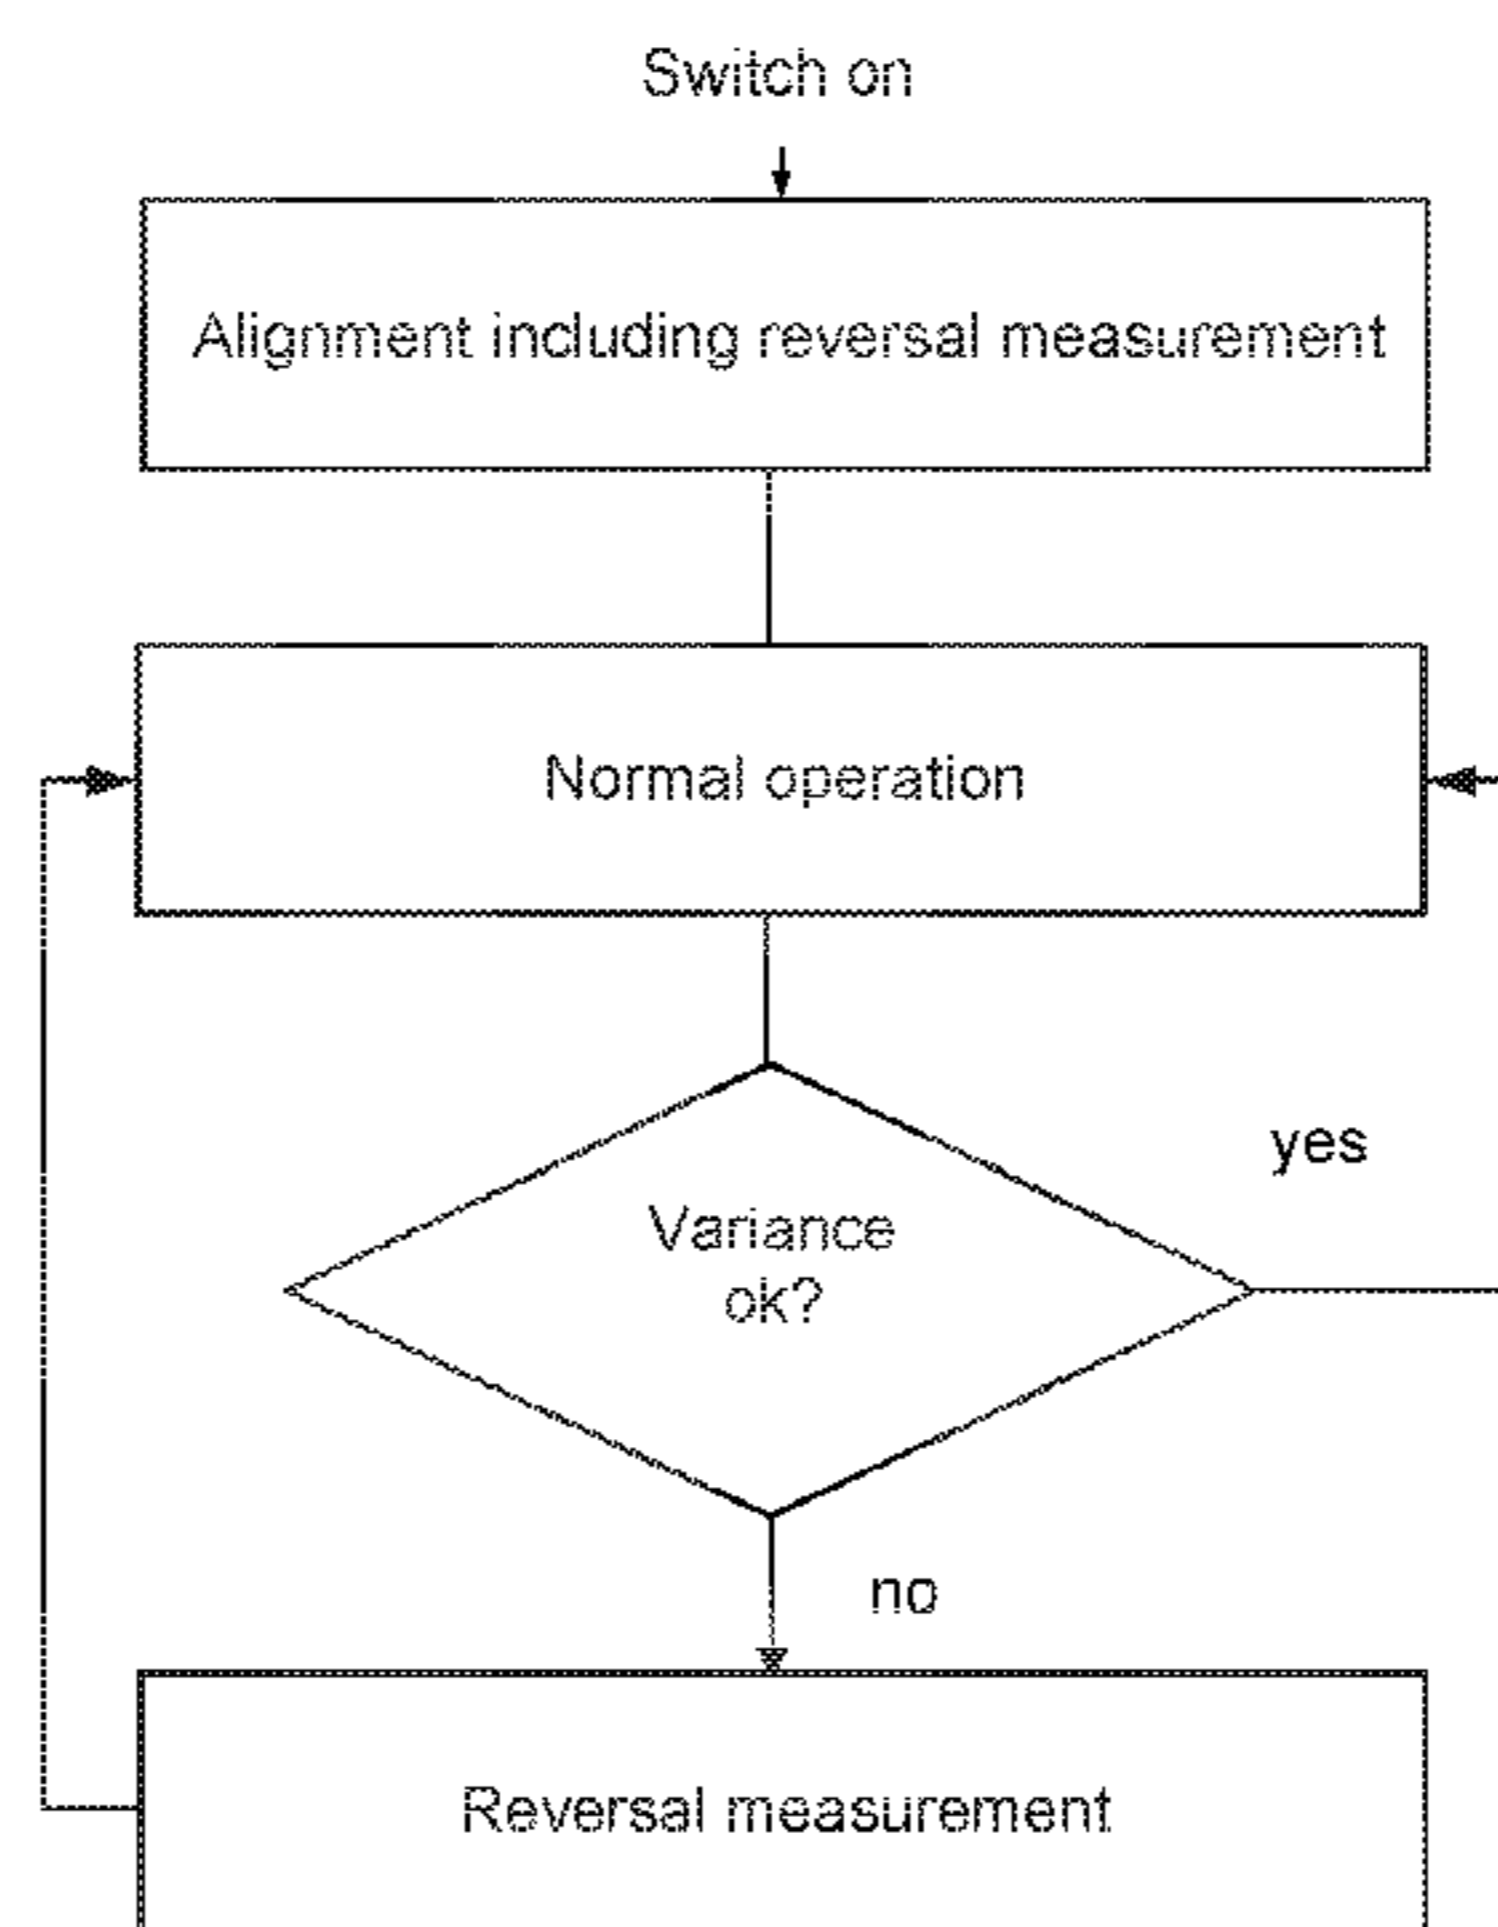 Switch on
Alignment including reversal measurement
Normal operation
yes
Variance
ok?
no
Reversal measurement